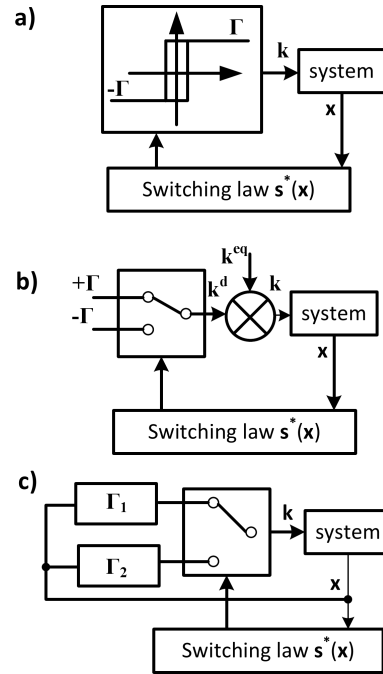 a)
Γ
-Γ
k
system
x
Switching law s*(x)
b)
+Γ
-Γ
k^d
k^eq
k
system
x
Switching law s*(x)
c)
Γ₁
Γ₂
k
system
x
Switching law s*(x)